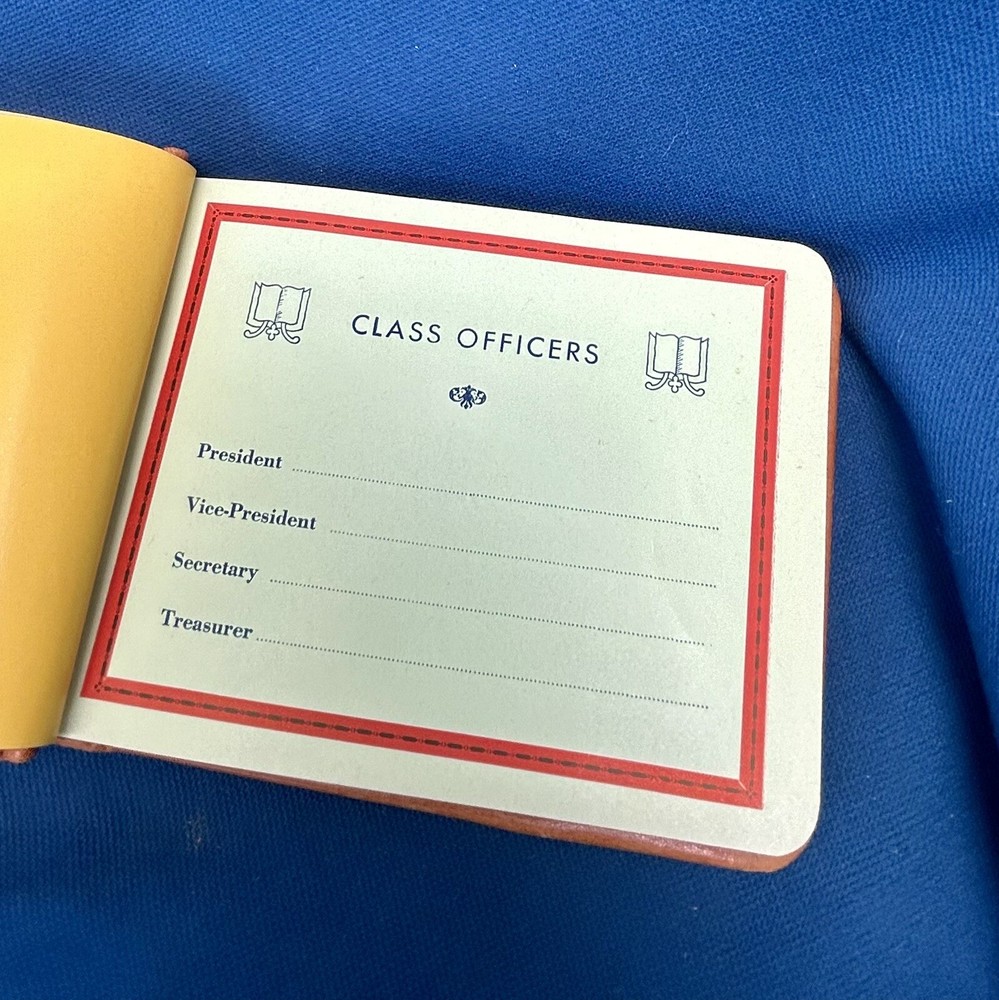 CLASS OFFICERS
President
Vice-President
Secretary
Treasurer